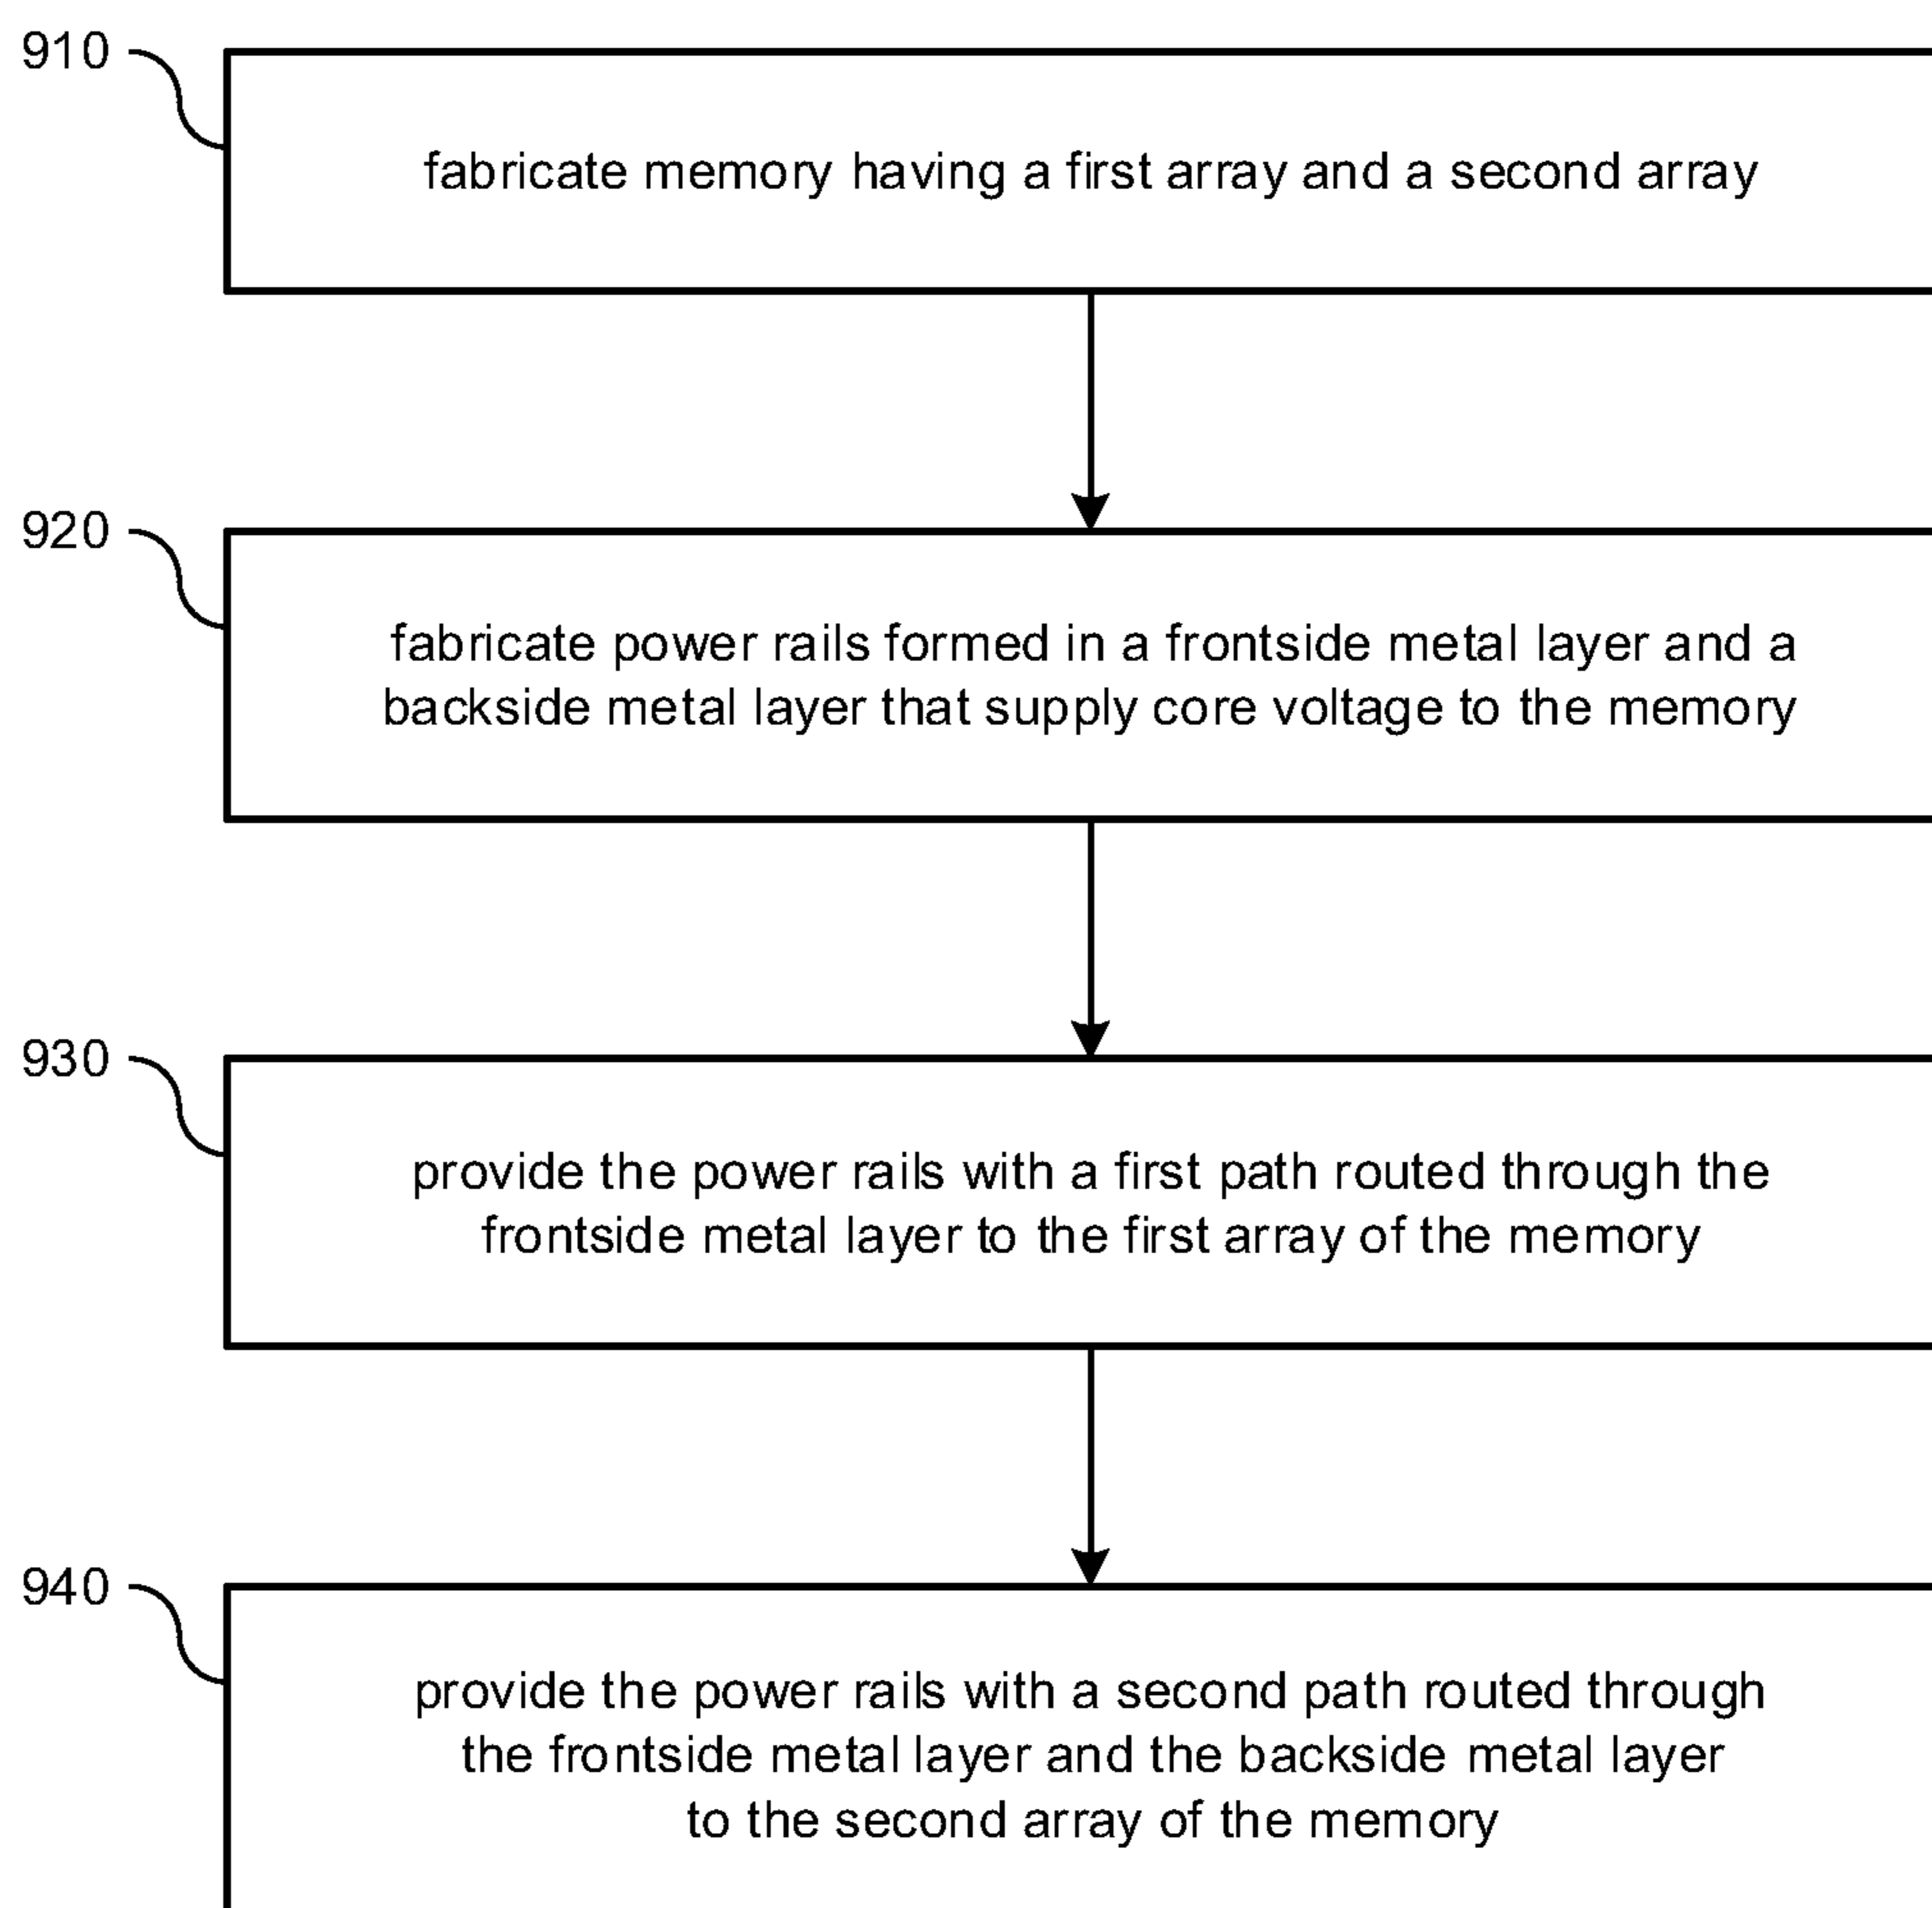 910
fabricate memory having a first array and a second array
920
fabricate power rails formed in a frontside metal layer and a
backside metal layer that supply core voltage to the memory
930
provide the power rails with a first path routed through the
frontside metal layer to the first array of the memory
940
provide the power rails with a second path routed through
the frontside metal layer and the backside metal layer
to the second array of the memory